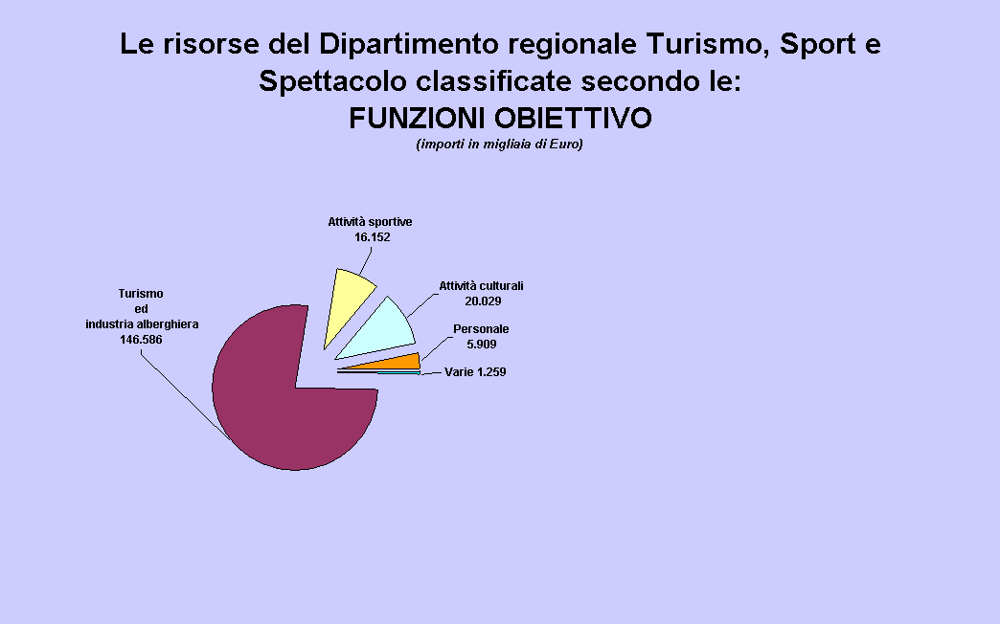 Le risorse del Dipartimento regionale Turismo, Sport e
Spettacolo classificate secondo le:
FUNZIONI OBIETTIVO
(importi in migliaia di Euro)
Attività sportive
16.152
Attività culturali
20.029
Turismo
ed
industria alberghiera
146.586
Personale
5.909
Varie 1.259